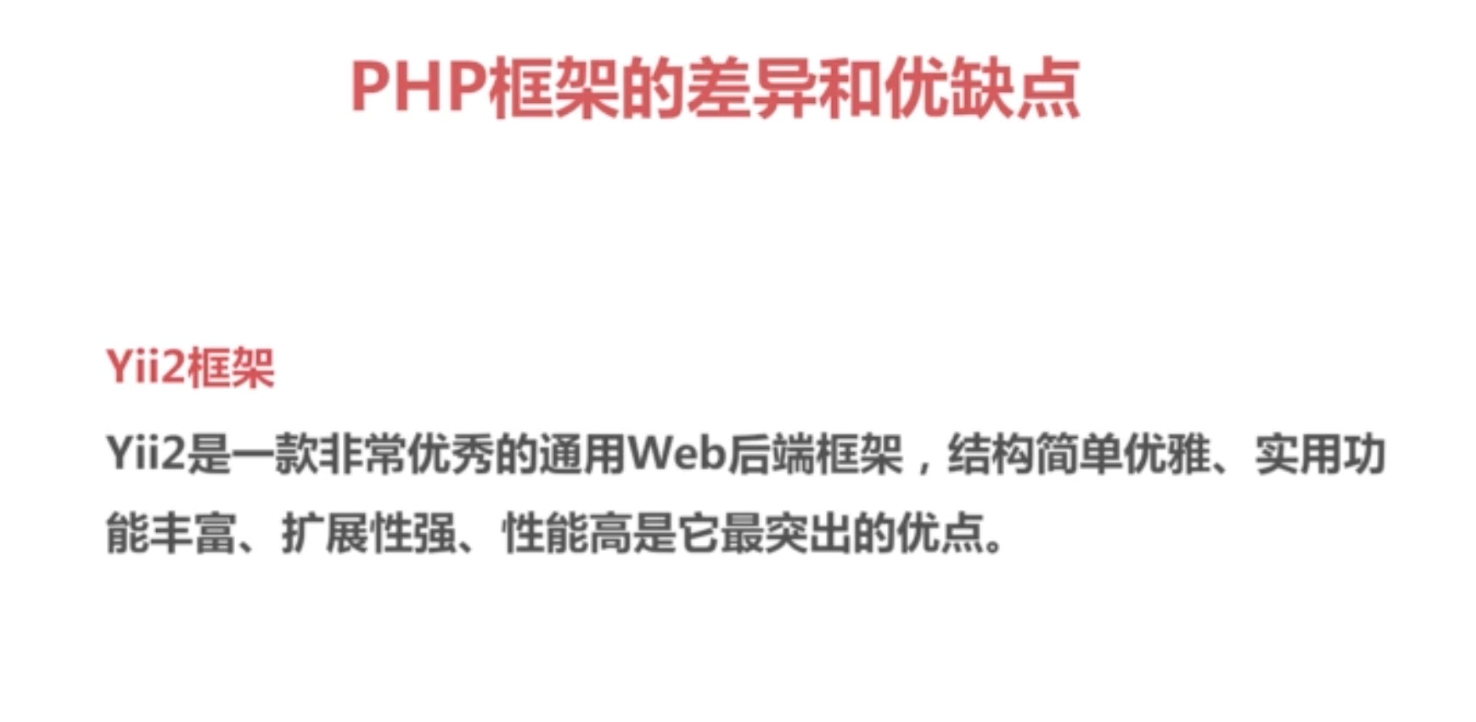 PHP框架的差异和优缺点
Yii2框架
Yii2是一款非常优秀的通用Web后端框架，结构简单优雅、实用功
能丰富、扩展性强、性能高是它最突出的优点。